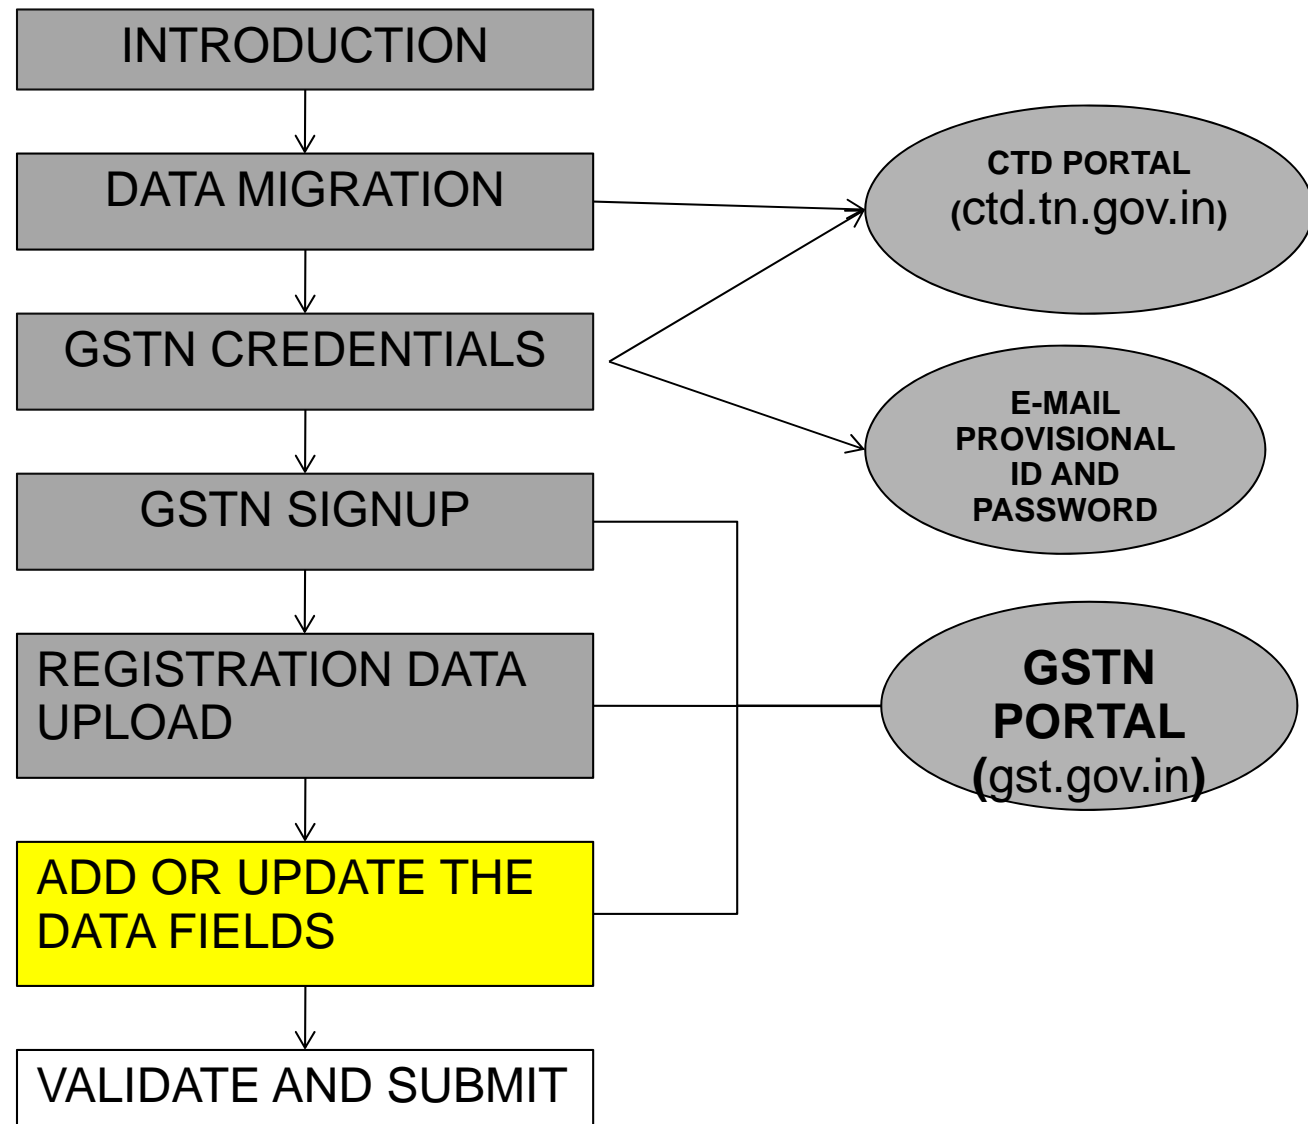 INTRODUCTION
DATA MIGRATION
GSTN CREDENTIALS
GSTN SIGNUP
REGISTRATION DATA
UPLOAD
ADD OR UPDATE THE
DATA FIELDS
VALIDATE AND SUBMIT
CTD PORTAL
(ctd.tn.gov.in)
E-MAIL
PROVISIONAL
ID AND
PASSWORD
GSTN
PORTAL
(gst.gov.in)